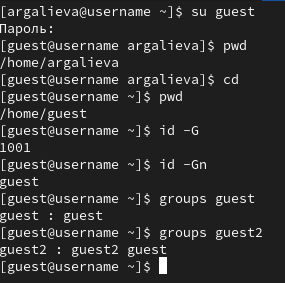 [argalieva@username ~]$ su guest
Пароль:
[guest@username argalieva]$ pwd
/home/argalieva
[guest@username argalieva]$ cd
[guest@username ~]$ pwd
/home/guest
[guest@username ~]$ id -G
1001
[guest@username ~]$ id -Gn
guest
[guest@username ~]$ groups guest
guest : guest
[guest@username ~]$ groups guest2
guest2 : guest2 guest
[guest@username ~]$